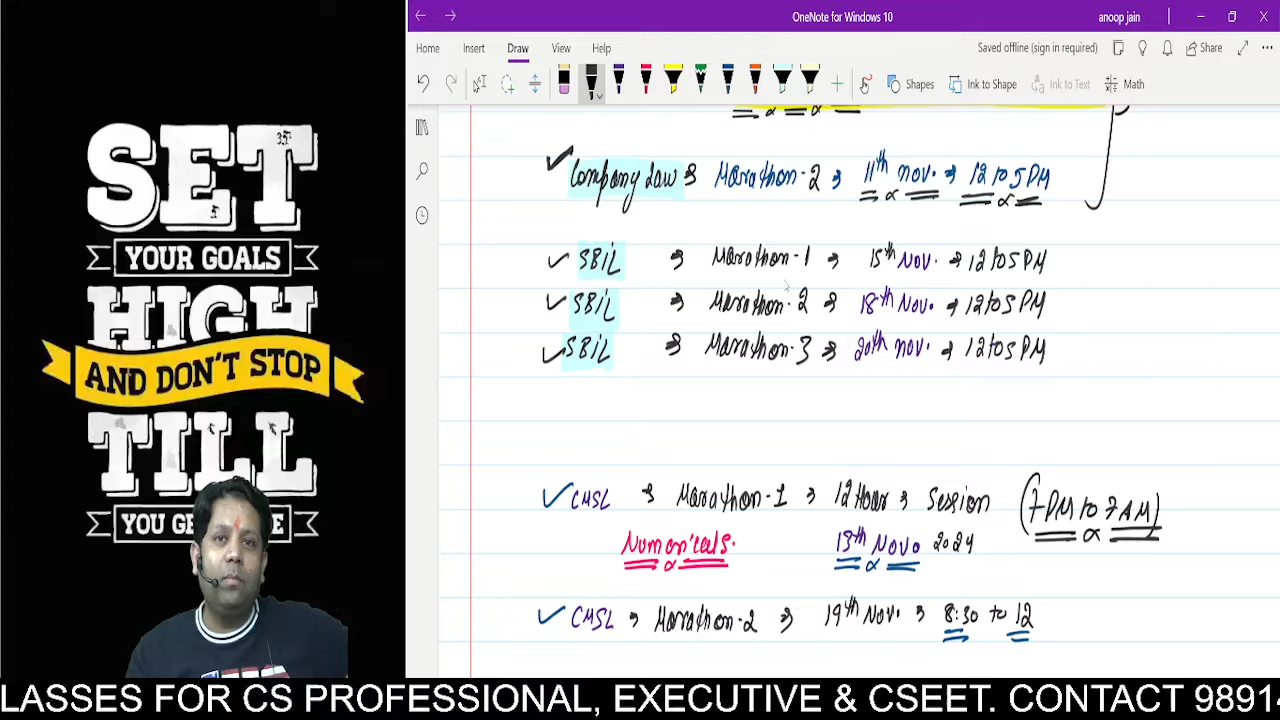 OneNote for Windows 10
anoop jain
Home Insert Draw View Help
Saved offline (sign in required)
Share
Shapes Ink to Shape Ink to Text Math
SET
YOUR GOALS
HIGH
AND DON'T STOP
TILL
YOU GE E
Company Law ⇒ Marathon-2 ⇒ 11th Nov. ⇒ 12 to 5 PM
SBIL ⇒ Marathon-1 ⇒ 15th Nov. ⇒ 12 to 5 PM
SBIL ⇒ Marathon-2 ⇒ 18th Nov. ⇒ 12 to 5 PM
SBIL ⇒ Marathon-3 ⇒ 20th Nov. ⇒ 12 to 5 PM
CMSL ⇒ Marathon-1 ⇒ 12 Hour ⇒ Session (7 PM to 7 AM)
Numericals. 13th Nov. 2024
CMSL ⇒ Marathon-2 ⇒ 19th Nov. ⇒ 8:30 to 12
LASSES FOR CS PROFESSIONAL, EXECUTIVE & CSEET. CONTACT 9891